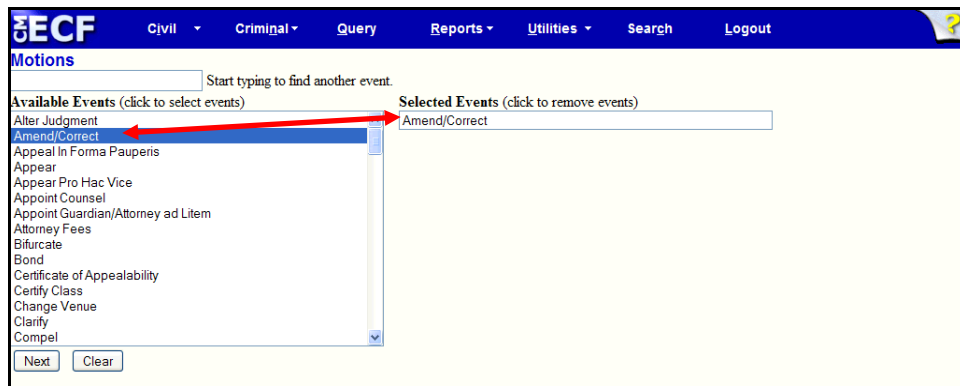 CM ECF Civil Criminal Query Reports Utilities Search Logout ?
Motions
Start typing to find another event.
Available Events (click to select events) Selected Events (click to remove events)
Alter Judgment Amend/Correct
Amend/Correct
Appeal In Forma Pauperis
Appear
Appear Pro Hac Vice
Appoint Counsel
Appoint Guardian/Attorney ad Litem
Attorney Fees
Bifurcate
Bond
Certificate of Appealability
Certify Class
Change Venue
Clarify
Compel
Next Clear